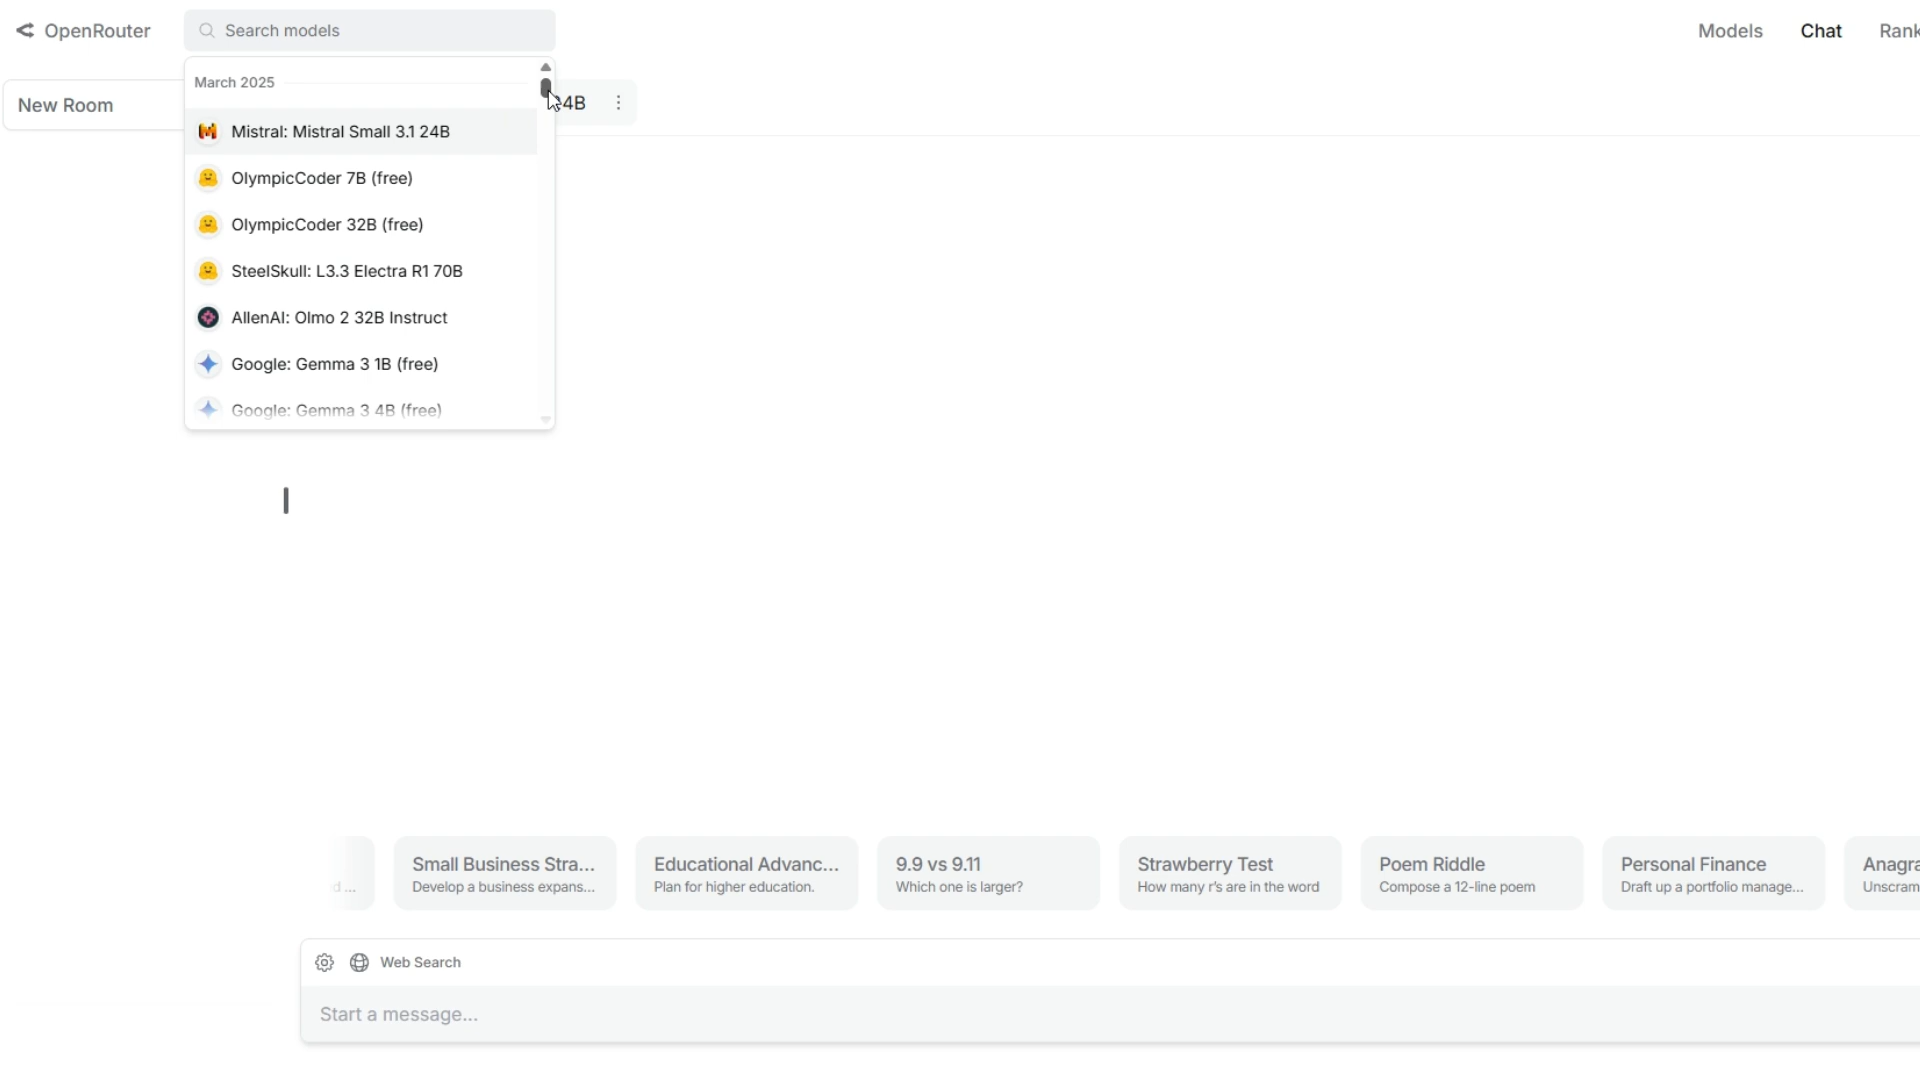 OpenRouter
Search models
Models
Chat
Rank
March 2025
New Room
4B
Mistral: Mistral Small 3.1 24B
OlympicCoder 7B (free)
OlympicCoder 32B (free)
SteelSkull: L3.3 Electra R1 70B
AllenAI: Olmo 2 32B Instruct
Google: Gemma 3 1B (free)
Google: Gemma 3 4B (free)
d ...
Small Business Stra...
Develop a business expans...
Educational Advanc...
Plan for higher education.
9.9 vs 9.11
Which one is larger?
Strawberry Test
How many r's are in the word
Poem Riddle
Compose a 12-line poem
Personal Finance
Draft up a portfolio manage...
Anagra
Unscram
Web Search
Start a message...